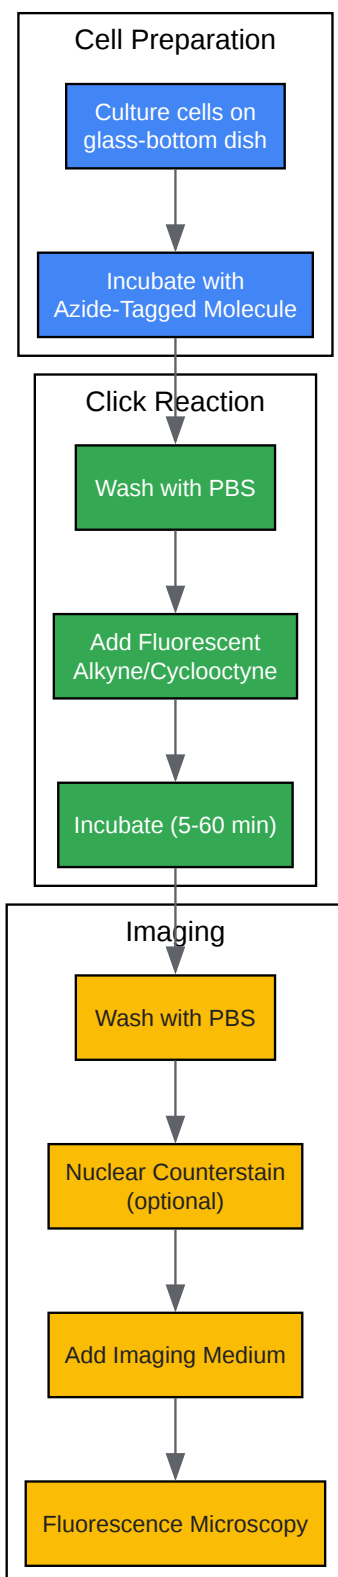 Cell Preparation
Culture cells on
glass-bottom dish
Incubate with
Azide-Tagged Molecule
Click Reaction
Wash with PBS
Add Fluorescent
Alkyne/Cyclooctyne
Incubate (5-60 min)
Imaging
Wash with PBS
Nuclear Counterstain
(optional)
Add Imaging Medium
Fluorescence Microscopy